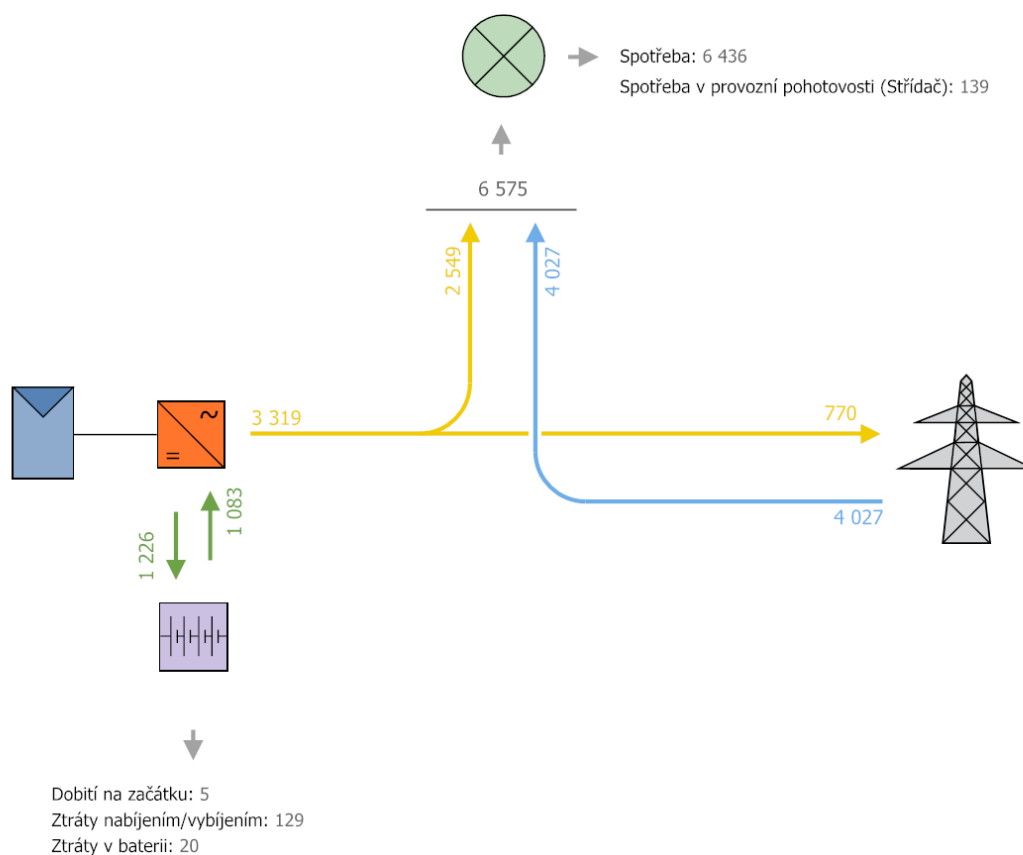 Spotřeba: 6 436
Spotřeba v provozní pohotovosti (Střídač): 139
6 575
2 549
4 027
3 319
770
4 027
1 226
1 083
Dobití na začátku: 5
Ztráty nabíjením/vybíjením: 129
Ztráty v baterii: 20